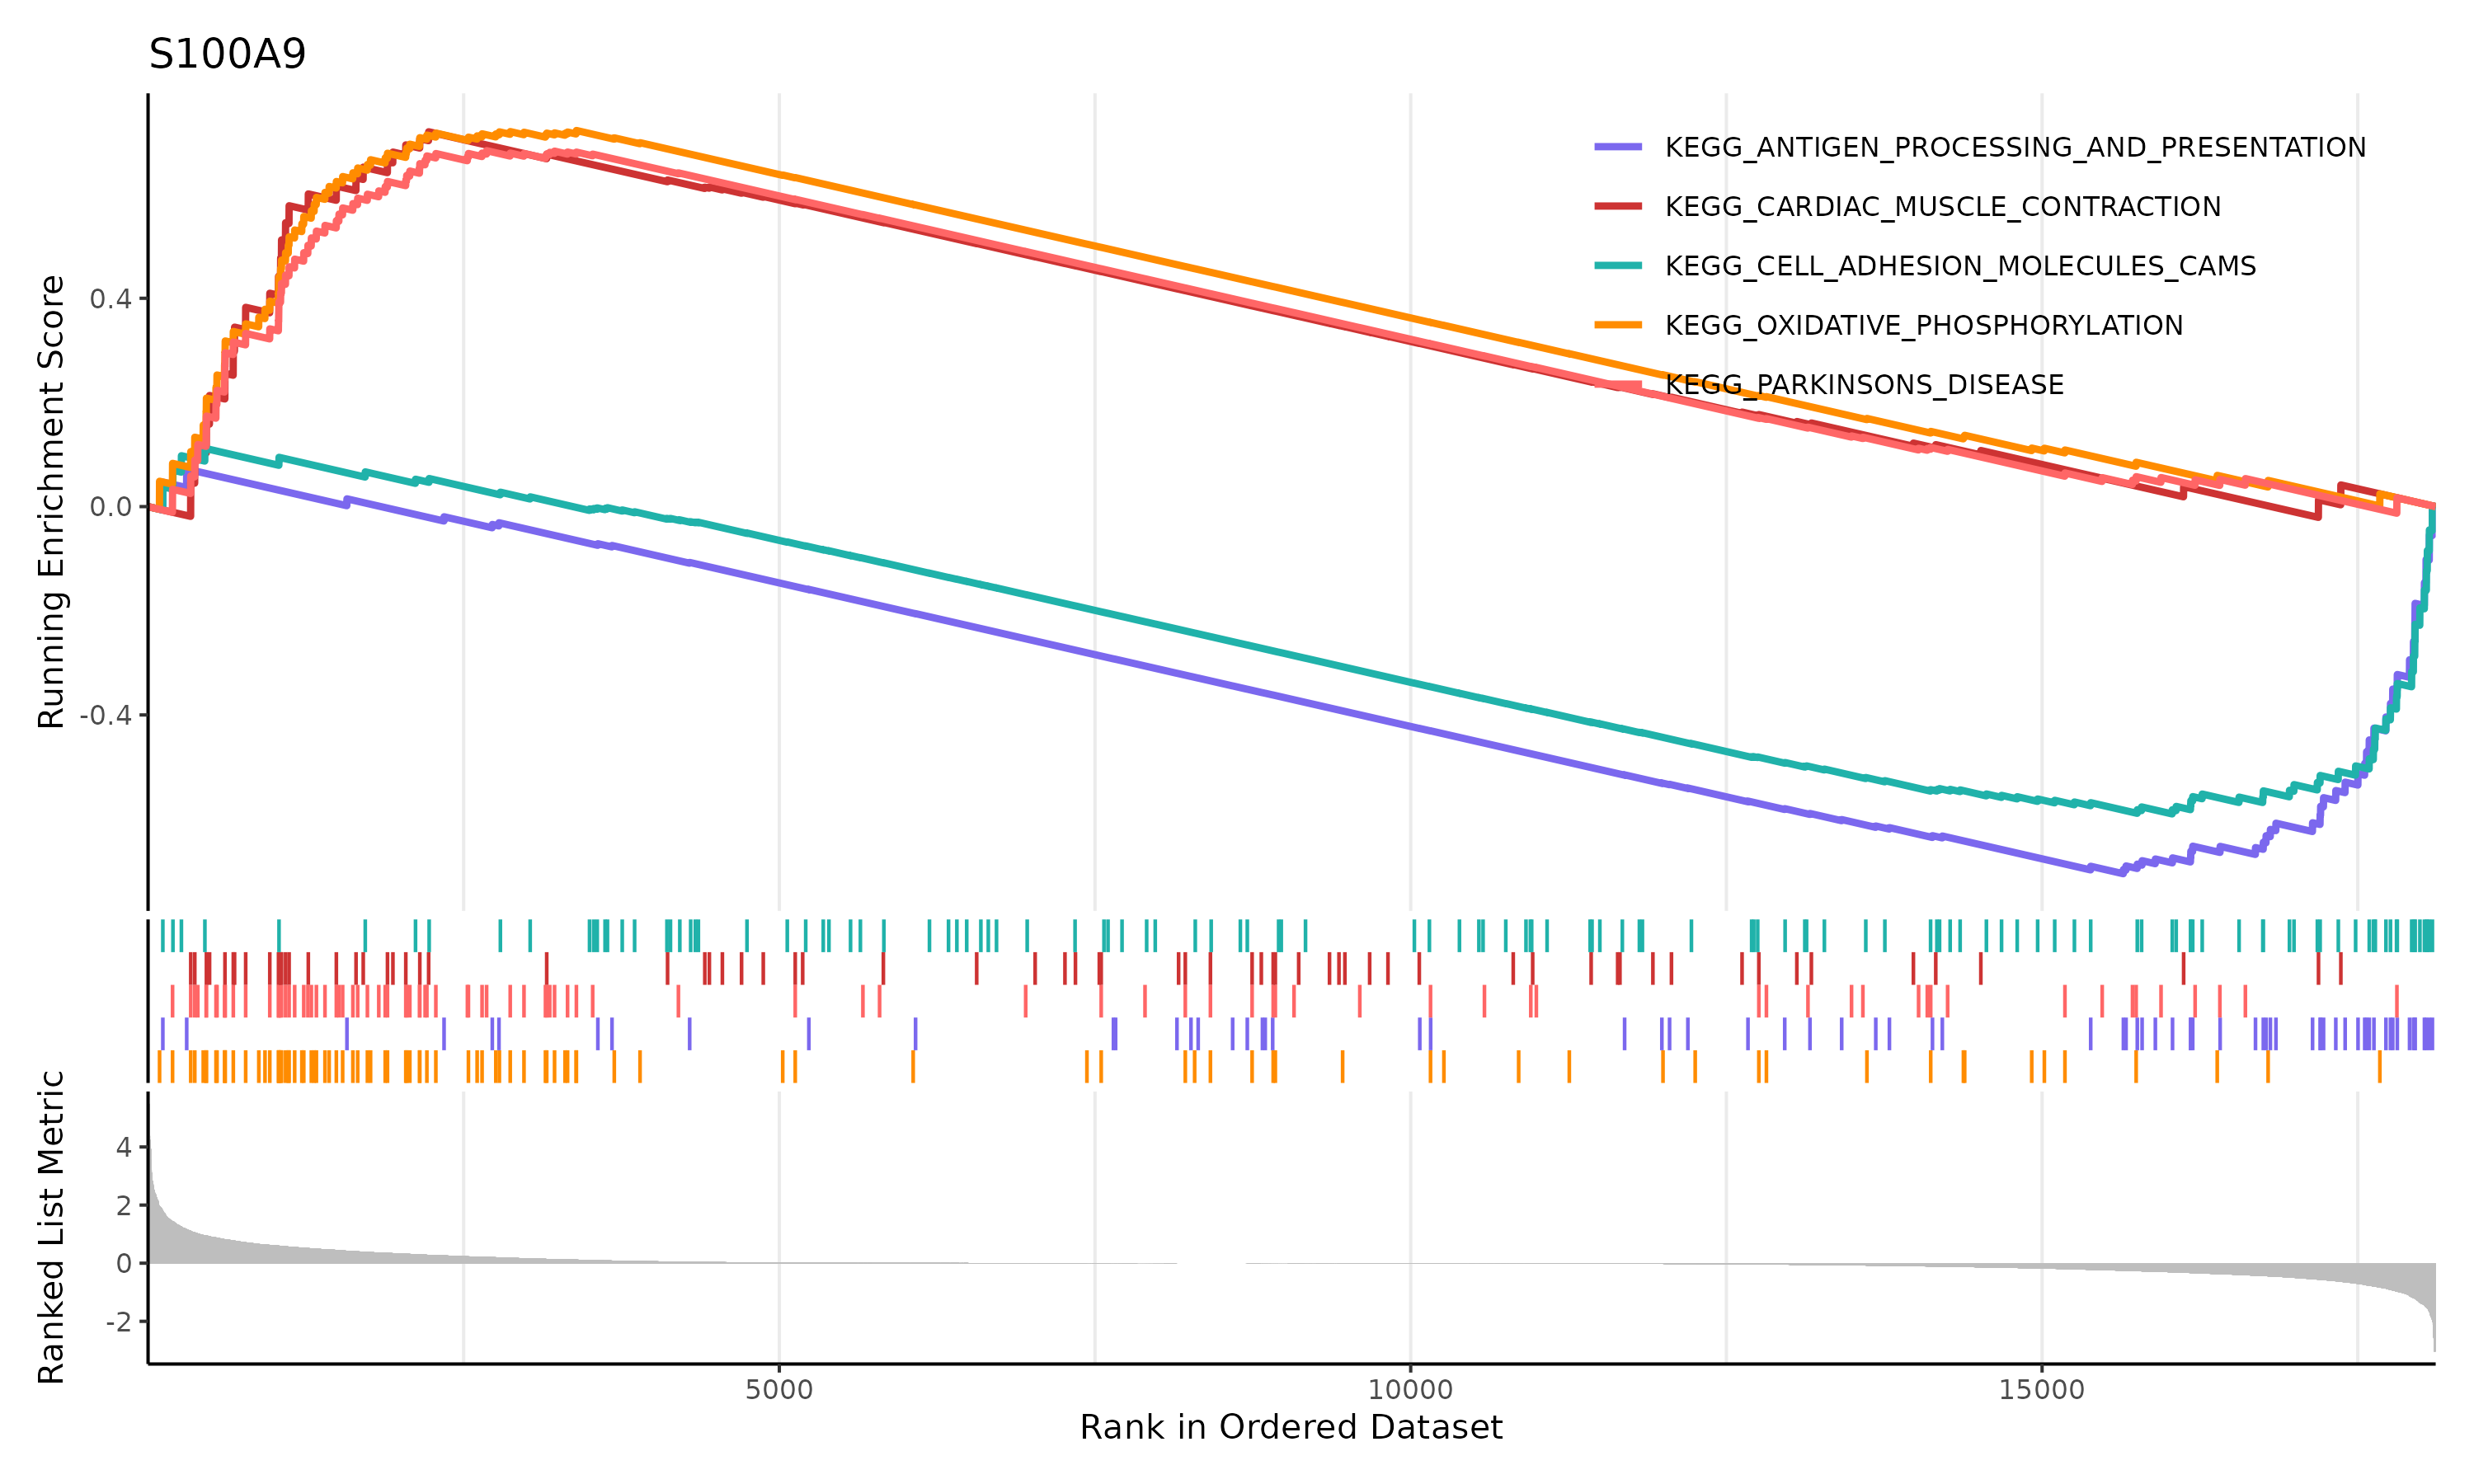 S100A9
Running Enrichment Score
0.4
0.0
-0.4
KEGG_ANTIGEN_PROCESSING_AND_PRESENTATION
KEGG_CARDIAC_MUSCLE_CONTRACTION
KEGG_CELL_ADHESION_MOLECULES_CAMS
KEGG_OXIDATIVE_PHOSPHORYLATION
KEGG_PARKINSONS_DISEASE
Ranked List Metric
4
2
0
-2
5000 10000 15000
Rank in Ordered Dataset